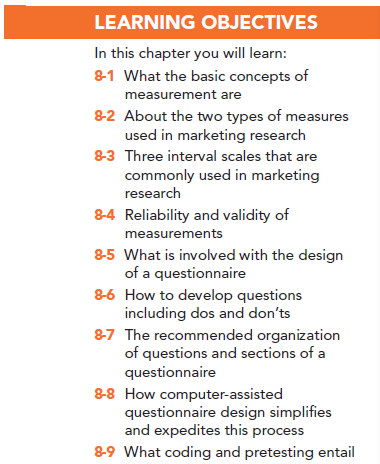 LEARNING OBJECTIVES
In this chapter you will learn:
8-1 What the basic concepts of
measurement are
8-2 About the two types of measures
used in marketing research
8-3 Three interval scales that are
commonly used in marketing
research
8-4 Reliability and validity of
measurements
8-5 What is involved with the design
of a questionnaire
8-6 How to develop questions
including dos and don'ts
8-7 The recommended organization
of questions and sections of a
questionnaire
8-8 How computer-assisted
questionnaire design simplifies
and expedites this process
8-9 What coding and pretesting entail